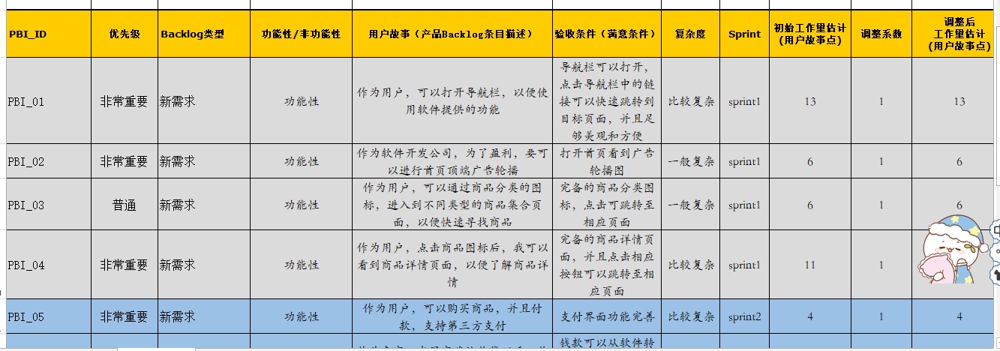 PBI_ID 优先级 Backlog类型 功能性/非功能性 用户故事（产品Backlog条目描述） 验收条件（满意条件） 复杂度 Sprint 初始工作量估计
(用户故事点) 调整系数 调整后
工作量估计
(用户故事点)
PBI_01 非常重要 新需求 功能性 作为用户，可以打开导航栏，以便使
用软件提供的功能 导航栏可以打开，
点击导航栏中的链
接可以快速跳转到
目标页面，并且足
够美观和方便 比较复杂 sprint1 13 1 13
PBI_02 非常重要 新需求 功能性 作为软件开发公司，为了盈利，要可
以进行首页顶端广告轮播 打开首页看到广告
轮播图 一般复杂 sprint1 6 1 6
PBI_03 普通 新需求 功能性 作为用户，可以通过商品分类的图
标，进入到不同类型的商品集合页
面，以便快速寻找商品 完备的商品分类图
标，点击可跳转至
相应页面 一般复杂 sprint1 6 1 6
PBI_04 非常重要 新需求 功能性 作为用户，点击商品图标后，我可以
看到商品详情页面，以便了解商品详
情 完备的商品详情页
面，并且点击相应
按钮可以跳转至相
应页面 比较复杂 sprint1 11 1
PBI_05 非常重要 新需求 功能性 作为用户，可以购买商品，并且付
款，支持第三方支付 支付界面功能完善 比较复杂 sprint2 4 1 4
钱款可以从软件转